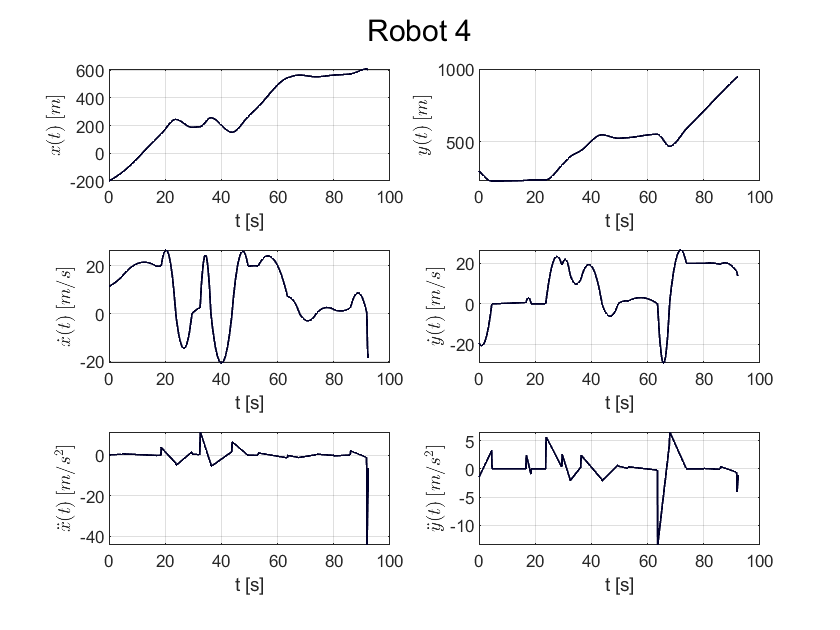 Robot 4
x(t) [m]
600
400
200
0
-200
0 20 40 60 80 100
t [s]
y(t) [m]
1000
500
0 20 40 60 80 100
t [s]
ẋ(t) [m/s]
20
0
-20
0 20 40 60 80 100
t [s]
ẏ(t) [m/s]
20
0
-20
0 20 40 60 80 100
t [s]
ẍ(t) [m/s²]
0
-20
-40
0 20 40 60 80 100
t [s]
ÿ(t) [m/s²]
5
0
-5
-10
0 20 40 60 80 100
t [s]